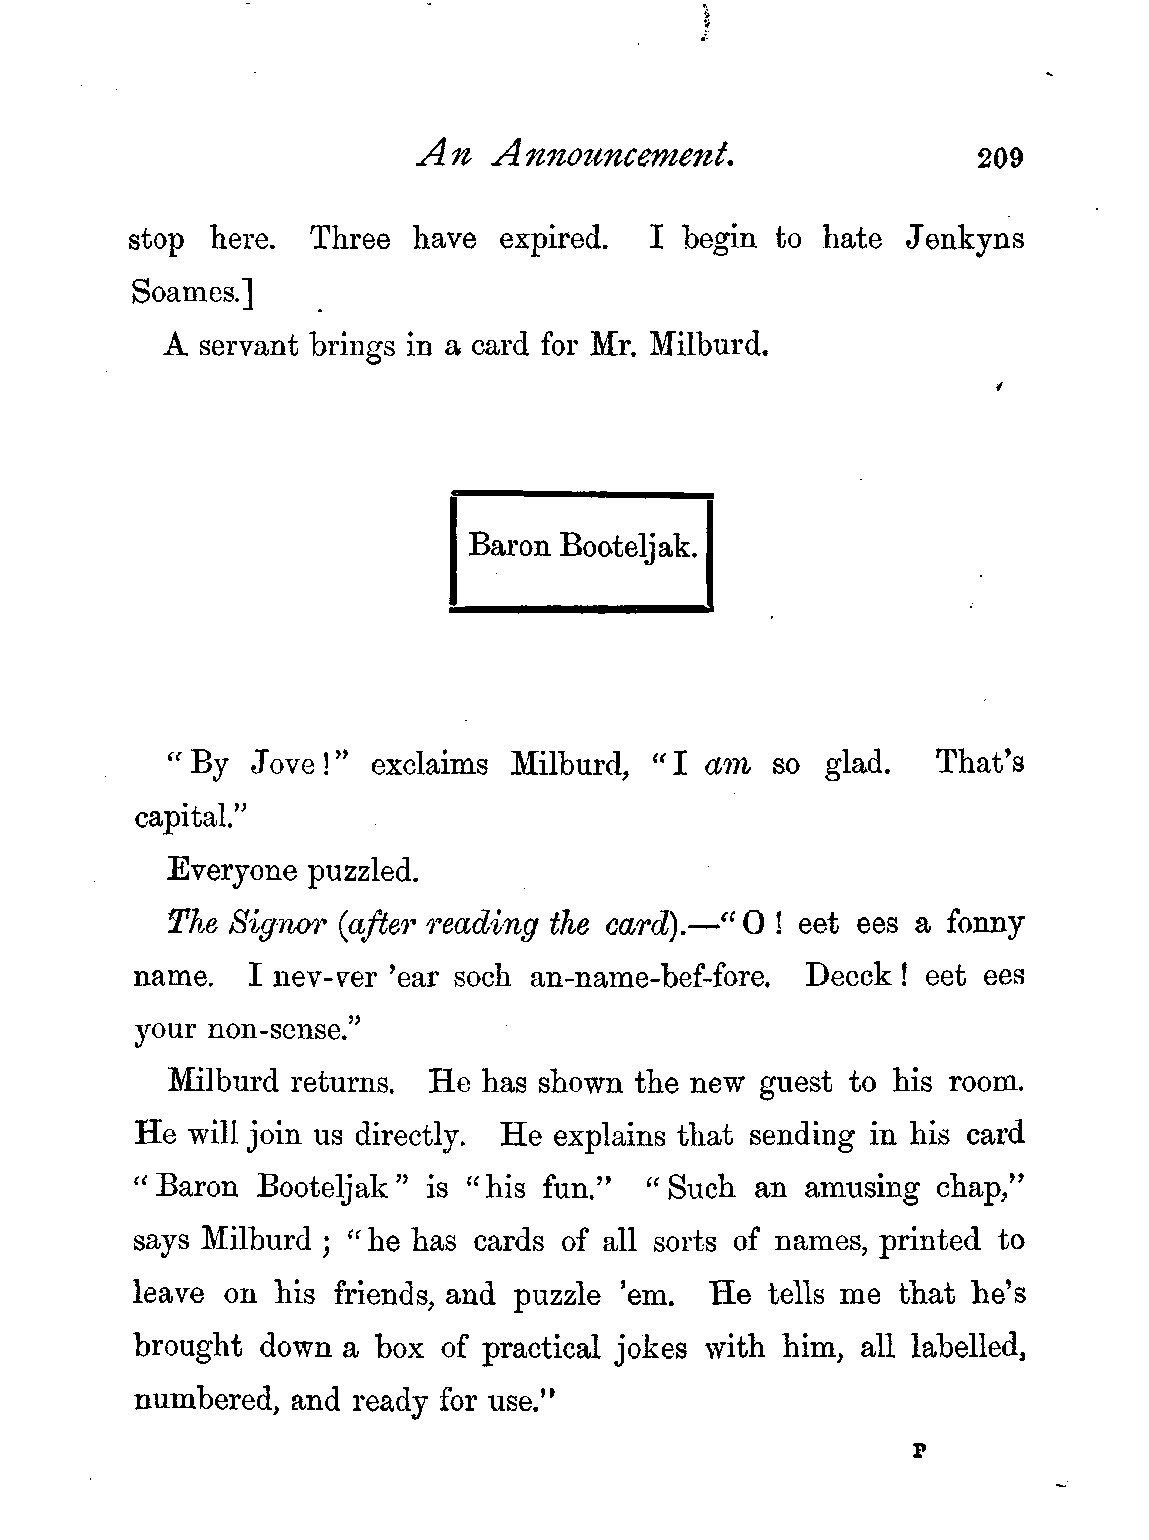 An Announcement. 209
stop here. Three have expired. I begin to hate Jenkyns
Soames.]
A servant brings in a card for Mr. Milburd.
Baron Booteljak.
“By Jove!” exclaims Milburd, “I am so glad. That’s
capital.”
Everyone puzzled.
The Signor (after reading the card).—“O! eet ees a fonny
name. I nev-ver ’ear soch an-name-bef-fore. Decck! eet ees
your non-sense.”
Milburd returns. He has shown the new guest to his room.
He will join us directly. He explains that sending in his card
“Baron Booteljak” is “his fun.” “Such an amusing chap,”
says Milburd; “he has cards of all sorts of names, printed to
leave on his friends, and puzzle ’em. He tells me that he’s
brought down a box of practical jokes with him, all labelled,
numbered, and ready for use.”
P